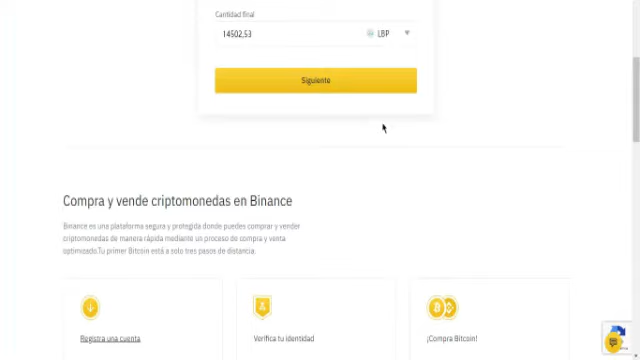 Cantidad final
14502,53 LBP
Siguiente
Compra y vende criptomonedas en Binance
Binance es una plataforma segura y protegida donde puedes comprar y vender
criptomonedas de manera rápida mediante un proceso de compra y venta
optimizado.Tu primer Bitcoin está a solo tres pasos de distancia.
Registra una cuenta
Verifica tu identidad
¡Compra Bitcoin!